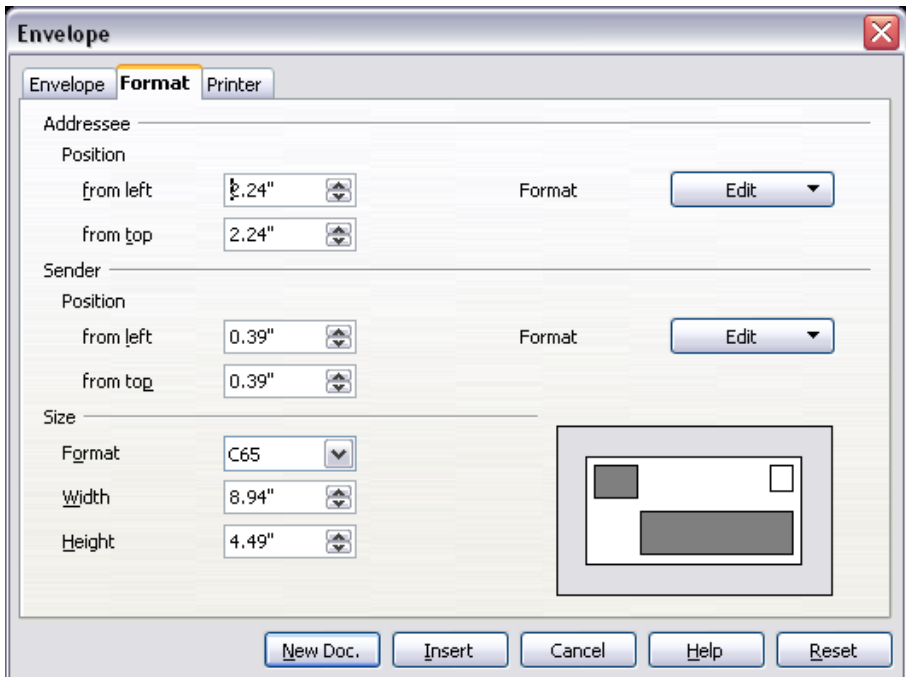 Envelope
Envelope Format Printer
Addressee
Position
from left 2.24" Format Edit
from top 2.24"
Sender
Position
from left 0.39" Format Edit
from top 0.39"
Size
Format C65
Width 8.94"
Height 4.49"
New Doc. Insert Cancel Help Reset